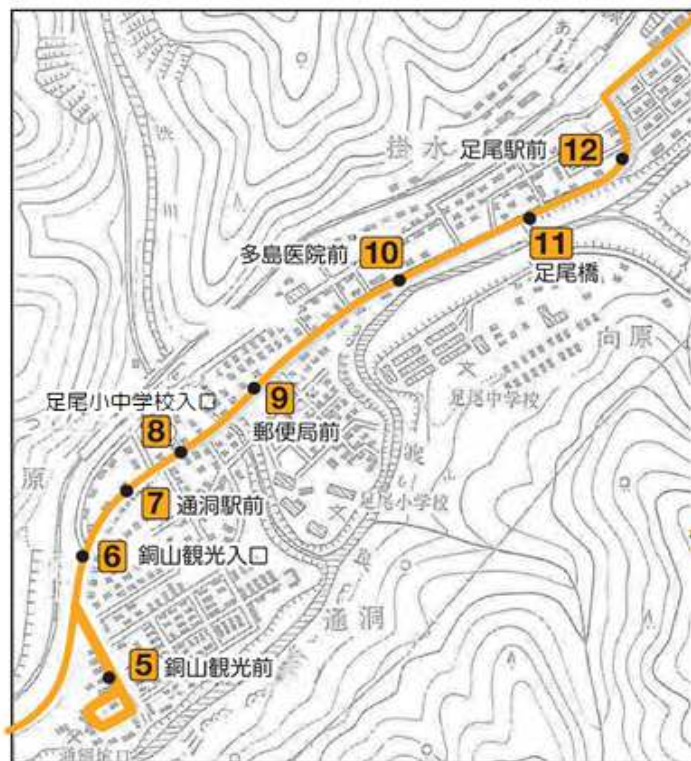 掛水
足尾駅前 12
11
足尾橋
多島医院前 10
向原
足尾中学校
9
郵便局前
足尾小中学校入口
8
7 通洞駅前
足尾小学校
原
6 銅山観光入口
通洞
5 銅山観光前